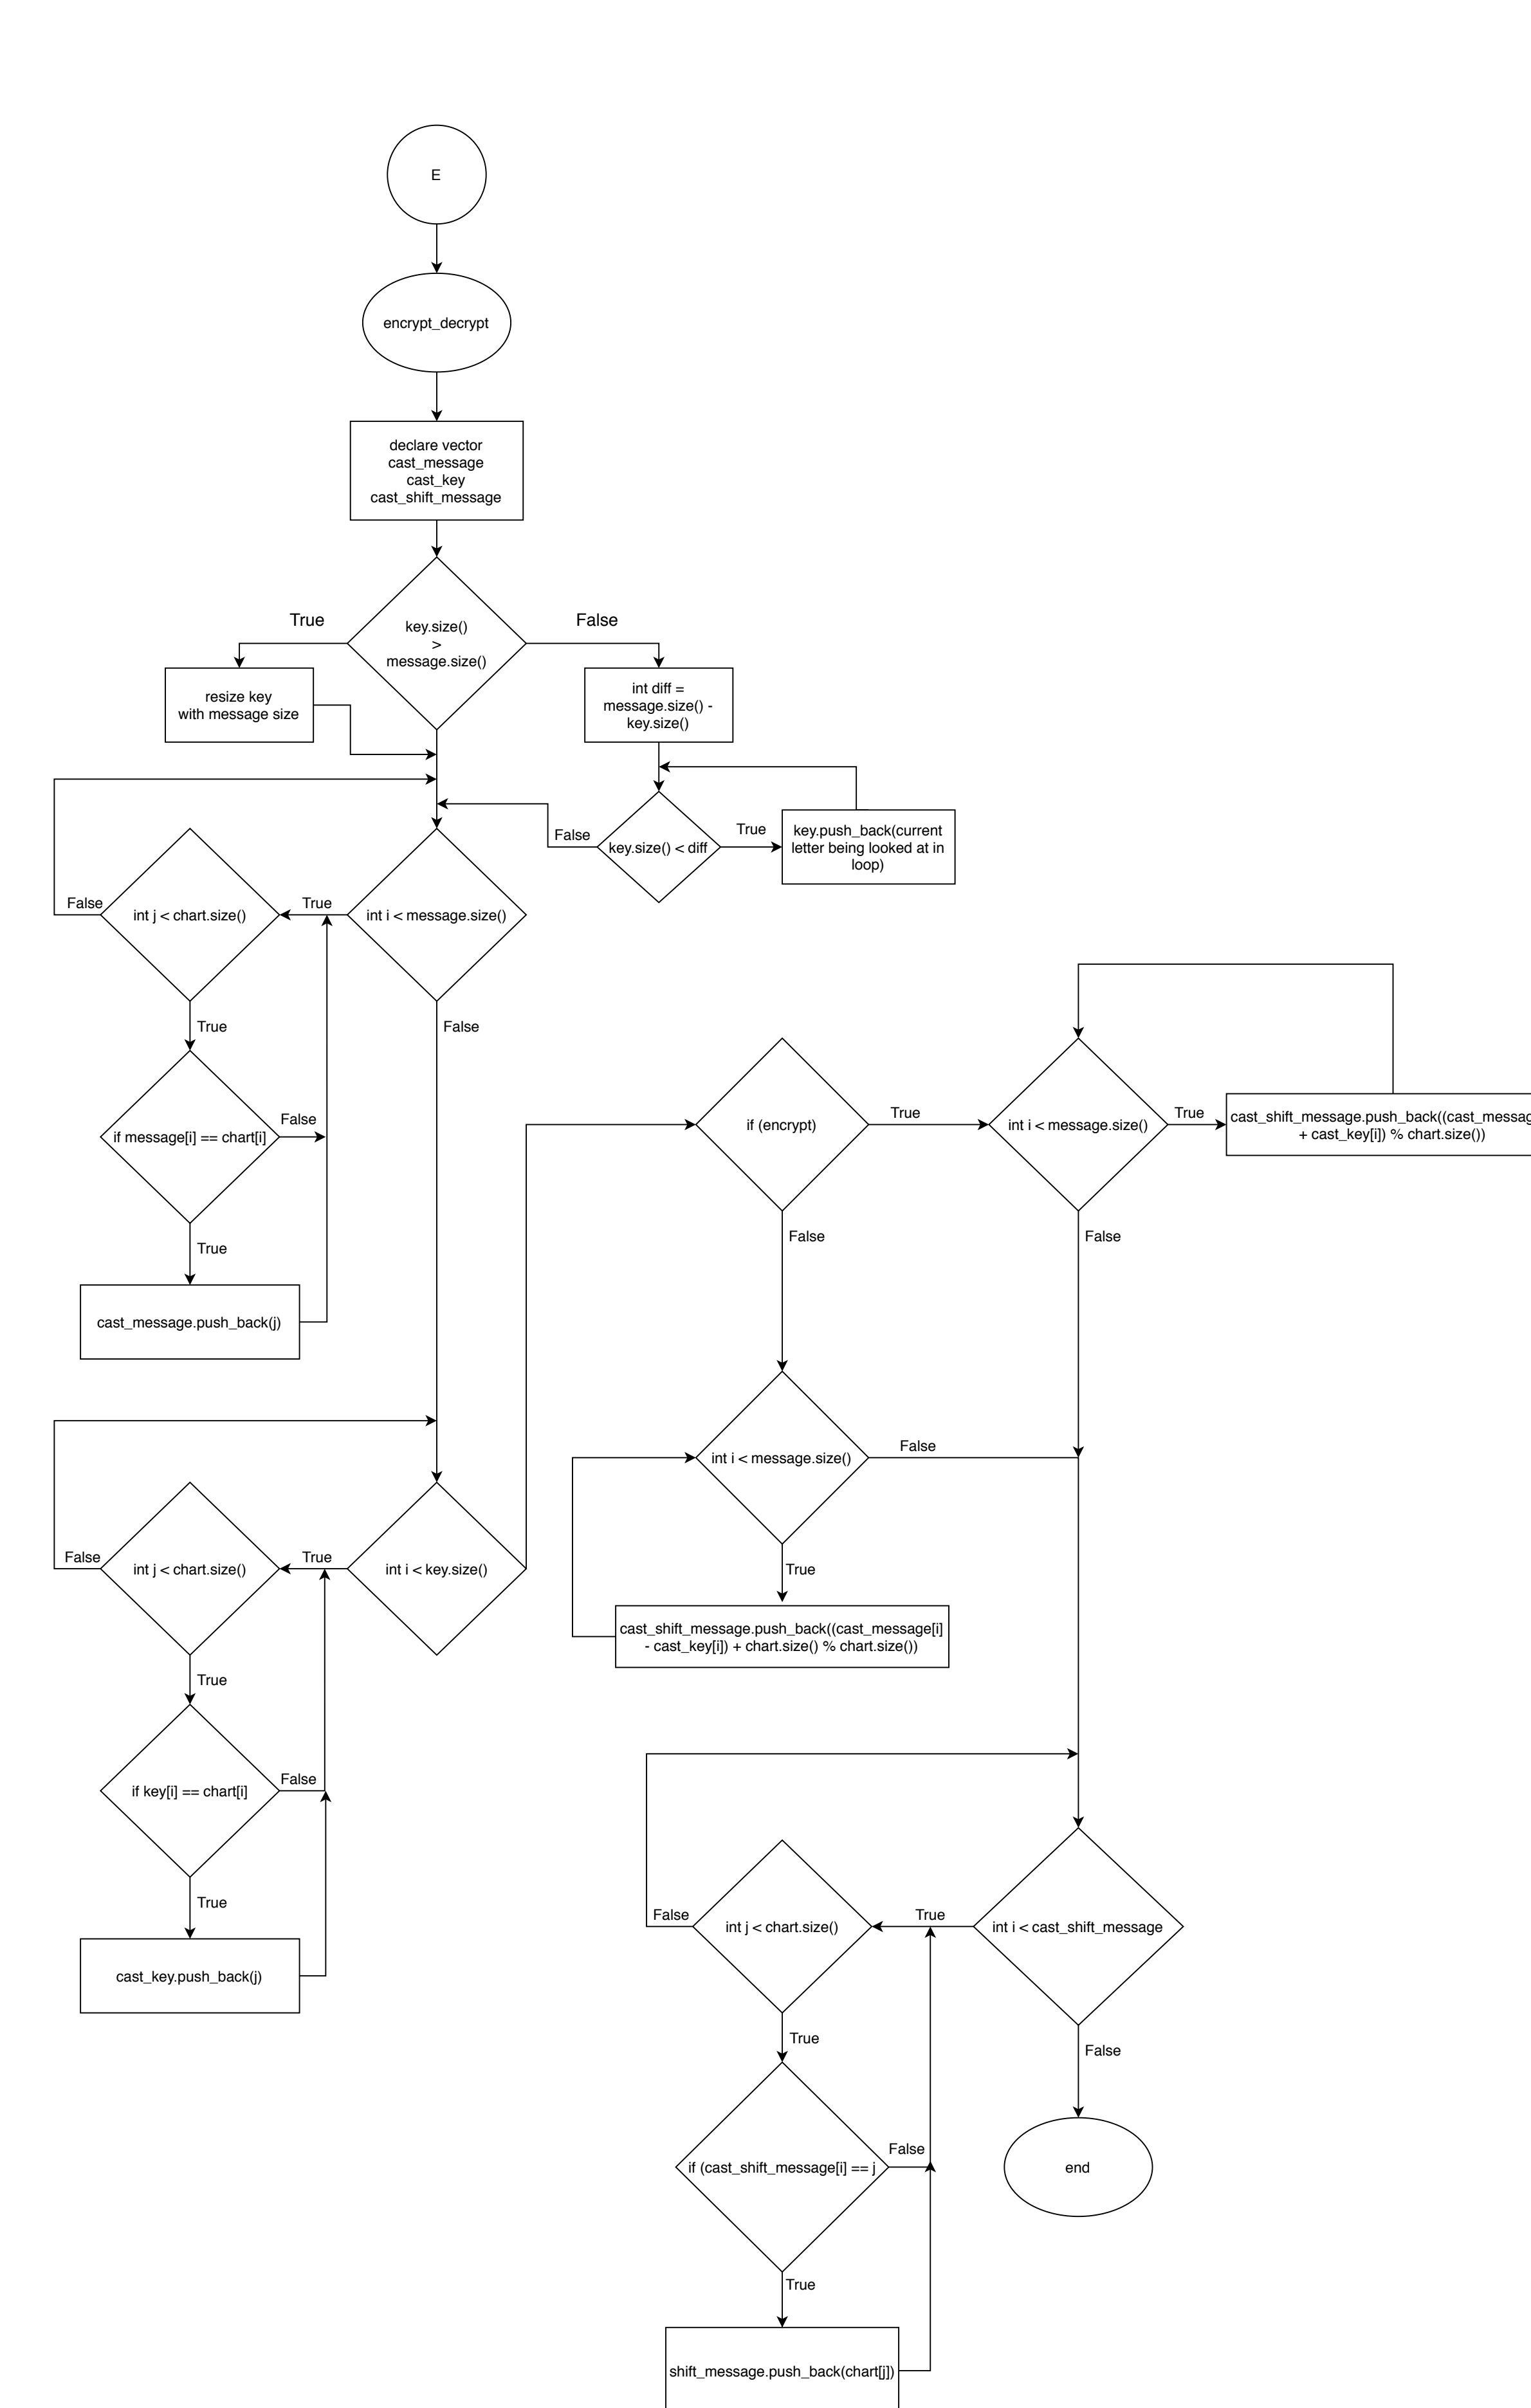 E
encrypt_decrypt
declare vector
cast_message
cast_key
cast_shift_message
key.size()
>
message.size()
True
False
resize key
with message size
int diff =
message.size() -
key.size()
key.size() < diff
False
True
key.push_back(current
letter being looked at in
loop)
int i < message.size()
True
False
int j < chart.size()
False
True
if message[i] == chart[i]
False
True
cast_message.push_back(j)
int i < key.size()
True
int j < chart.size()
False
True
if key[i] == chart[i]
False
True
cast_key.push_back(j)
if (encrypt)
True
False
int i < message.size()
True
False
cast_shift_message.push_back((cast_messag
+ cast_key[i]) % chart.size())
int i < message.size()
False
True
cast_shift_message.push_back((cast_message[i]
- cast_key[i]) + chart.size() % chart.size())
int i < cast_shift_message
True
False
int j < chart.size()
False
True
if (cast_shift_message[i] == j
False
True
shift_message.push_back(chart[j])
end